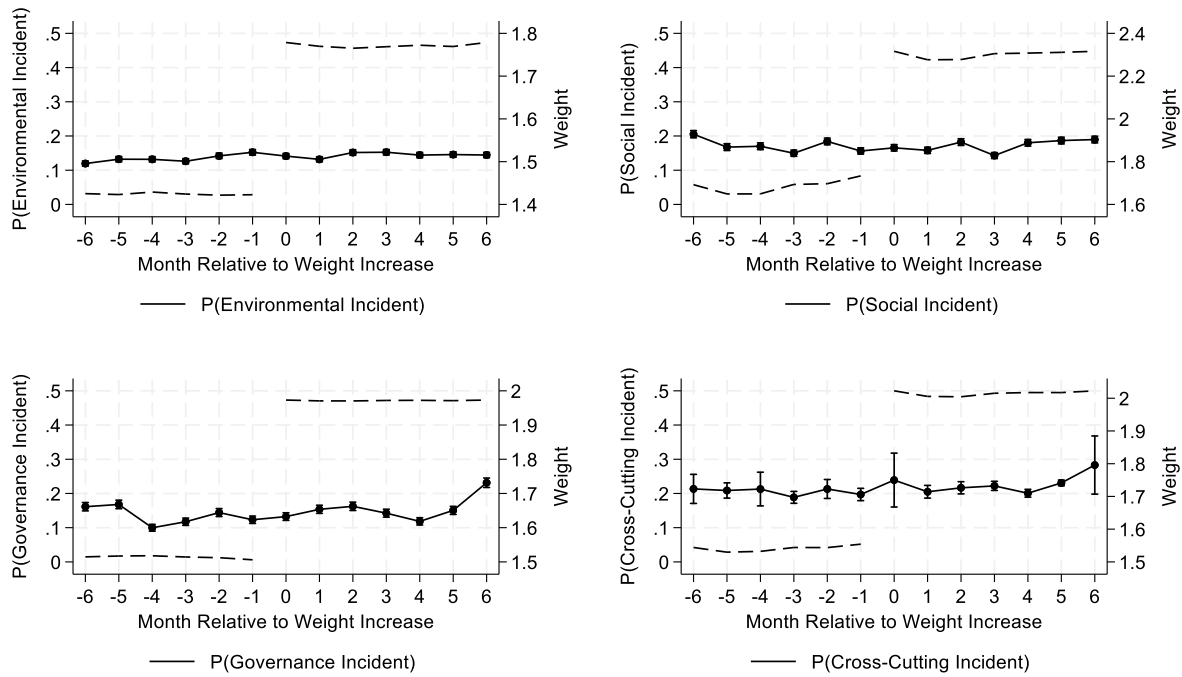 P(Environmental Incident)
.5
.4
.3
.2
.1
0
1.8
1.7
1.6
1.5
1.4
Weight
-6 -5 -4 -3 -2 -1 0 1 2 3 4 5 6
Month Relative to Weight Increase
P(Environmental Incident)
P(Social Incident)
.5
.4
.3
.2
.1
0
2.4
2.2
2
1.8
1.6
Weight
-6 -5 -4 -3 -2 -1 0 1 2 3 4 5 6
Month Relative to Weight Increase
P(Social Incident)
P(Governance Incident)
.5
.4
.3
.2
.1
0
2
1.9
1.8
1.7
1.6
1.5
Weight
-6 -5 -4 -3 -2 -1 0 1 2 3 4 5 6
Month Relative to Weight Increase
P(Governance Incident)
P(Cross-Cutting Incident)
.5
.4
.3
.2
.1
0
2
1.9
1.8
1.7
1.6
1.5
Weight
-6 -5 -4 -3 -2 -1 0 1 2 3 4 5 6
Month Relative to Weight Increase
P(Cross-Cutting Incident)